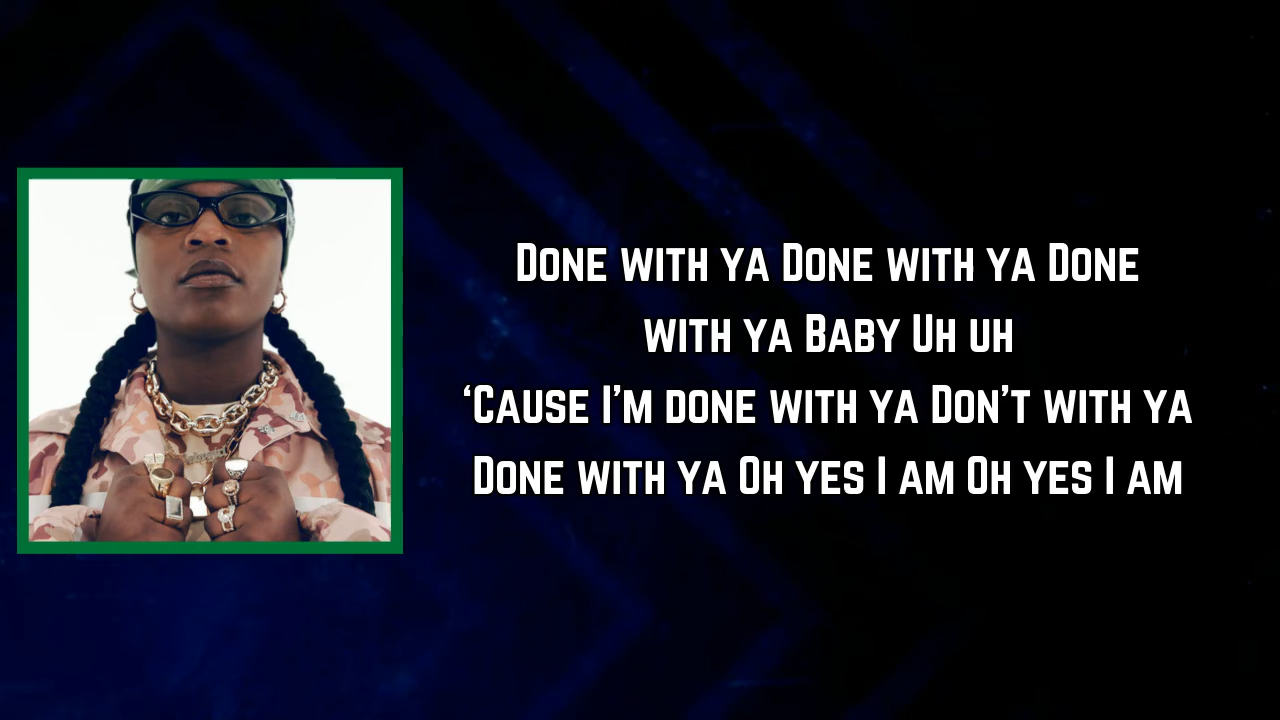 Done with ya Done with ya Done
with ya Baby Uh uh
‘Cause I’m done with ya Don’t with ya
Done with ya Oh yes I am Oh yes I am